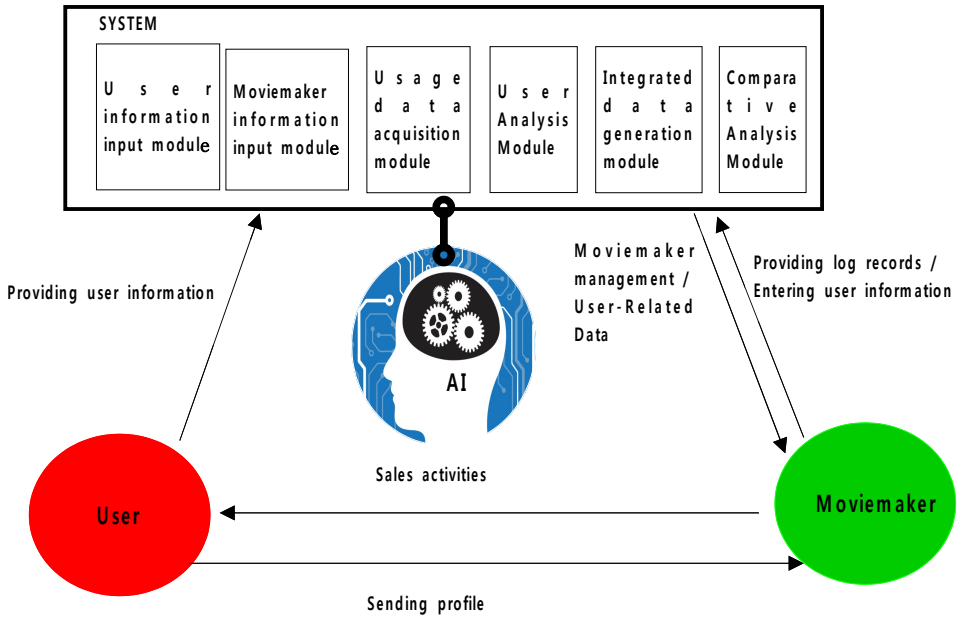 SYSTEM
User
information
input module
Moviemaker
information
input module
Usage
data
acquisition
module
User
Analysis
Module
Integrated
data
generation
module
Compara
tive
Analysis
Module
Providing user information
AI
Moviemaker
management /
User-Related
Data
Providing log records /
Entering user information
Sales activities
User
Moviemaker
Sending profile